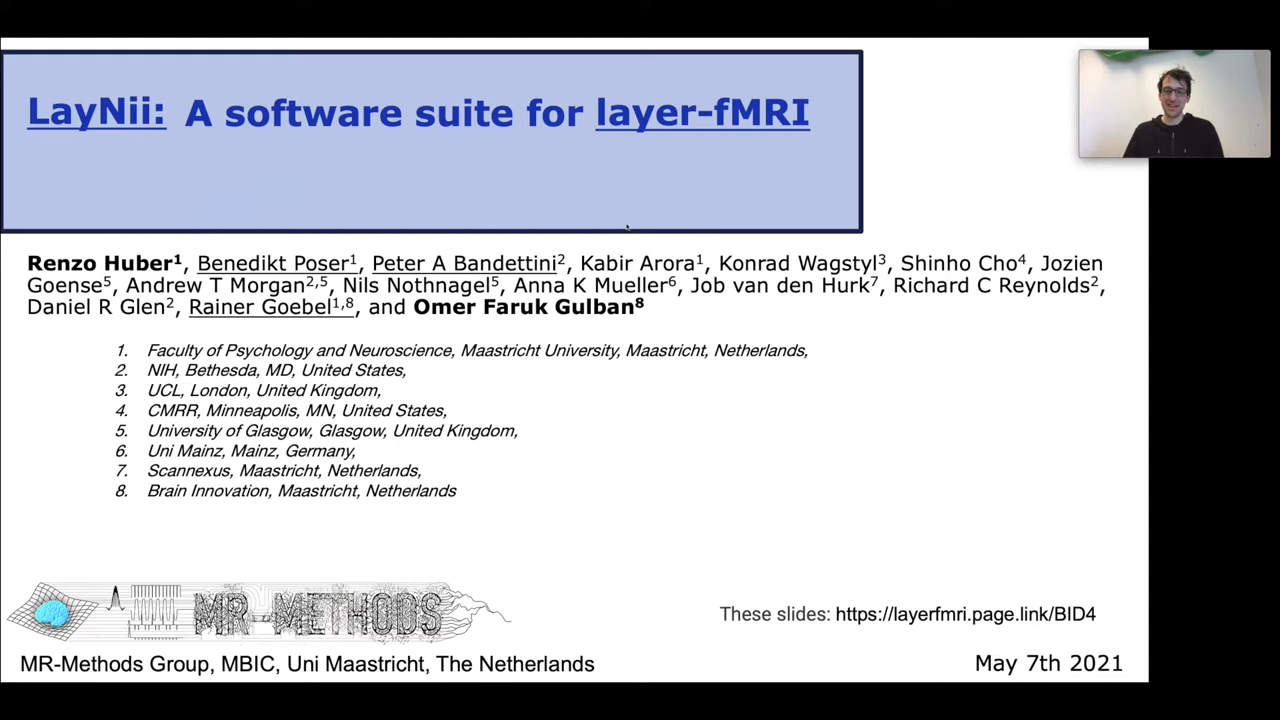 LayNii: A software suite for layer-fMRI
Renzo Huber¹, Benedikt Poser¹, Peter A Bandettini², Kabir Arora¹, Konrad Wagstyl³, Shinho Cho⁴, Jozien
Goense⁵, Andrew T Morgan²,⁵, Nils Nothnagel⁵, Anna K Mueller⁶, Job van den Hurk⁷, Richard C Reynolds²,
Daniel R Glen², Rainer Goebel¹,⁸, and Omer Faruk Gulban⁸
1. Faculty of Psychology and Neuroscience, Maastricht University, Maastricht, Netherlands,
2. NIH, Bethesda, MD, United States,
3. UCL, London, United Kingdom,
4. CMRR, Minneapolis, MN, United States,
5. University of Glasgow, Glasgow, United Kingdom,
6. Uni Mainz, Mainz, Germany,
7. Scannexus, Maastricht, Netherlands,
8. Brain Innovation, Maastricht, Netherlands
MR-METHODS
These slides: https://layerfmri.page.link/BID4
MR-Methods Group, MBIC, Uni Maastricht, The Netherlands
May 7th 2021